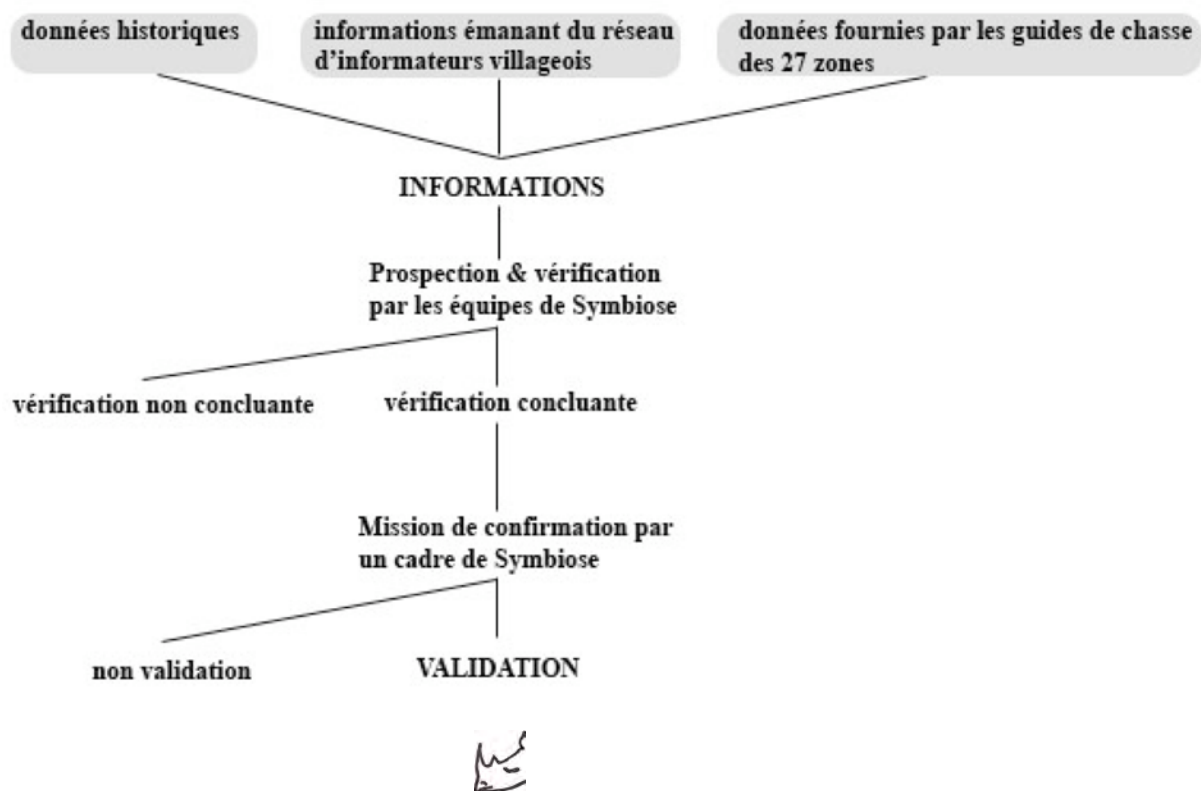 données historiques
informations émanant du réseau
d'informateurs villageois
données fournies par les guides de chasse
des 27 zones
INFORMATIONS
Prospection & vérification
par les équipes de Symbiose
vérification non concluante
vérification concluante
Mission de confirmation par
un cadre de Symbiose
non validation
VALIDATION